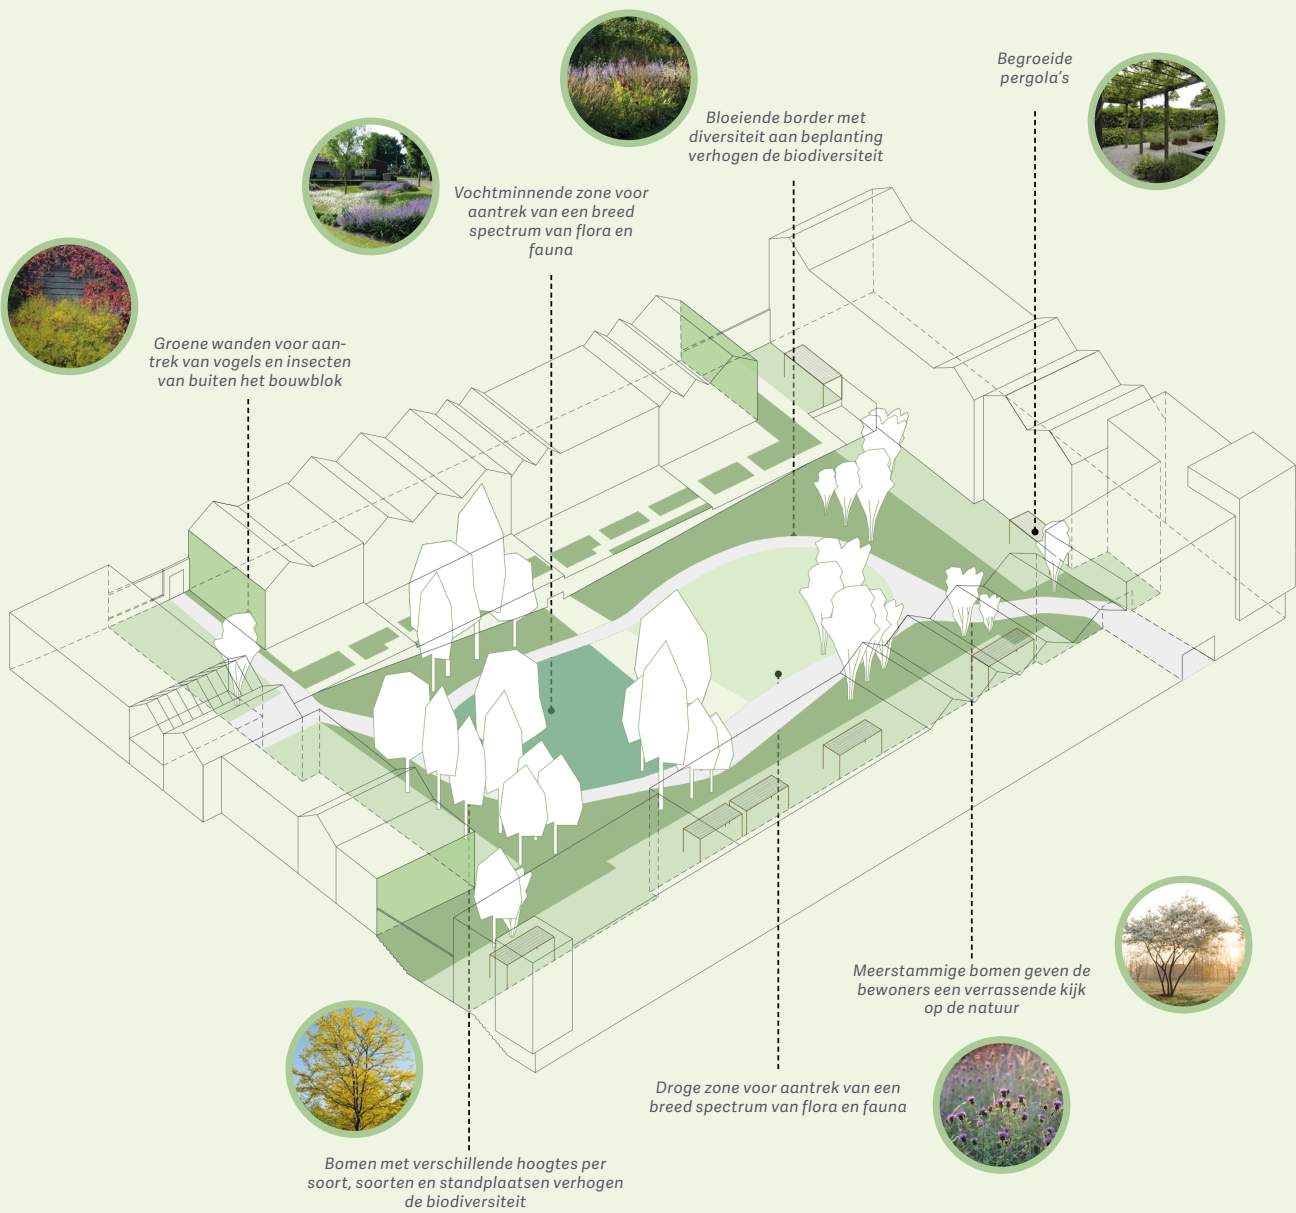 Begroeide
pergola's
Bloeiende border met
diversiteit aan beplanting
verhogen de biodiversiteit
Vochtminnende zone voor
aantrek van een breed
spectrum van flora en
fauna
Groene wanden voor aan-
trek van vogels en insecten
van buiten het bouwblok
Meerstammige bomen geven de
bewoners een verrassende kijk
op de natuur
Droge zone voor aantrek van een
breed spectrum van flora en fauna
Bomen met verschillende hoogtes per
soort, soorten en standplaatsen verhogen
de biodiversiteit